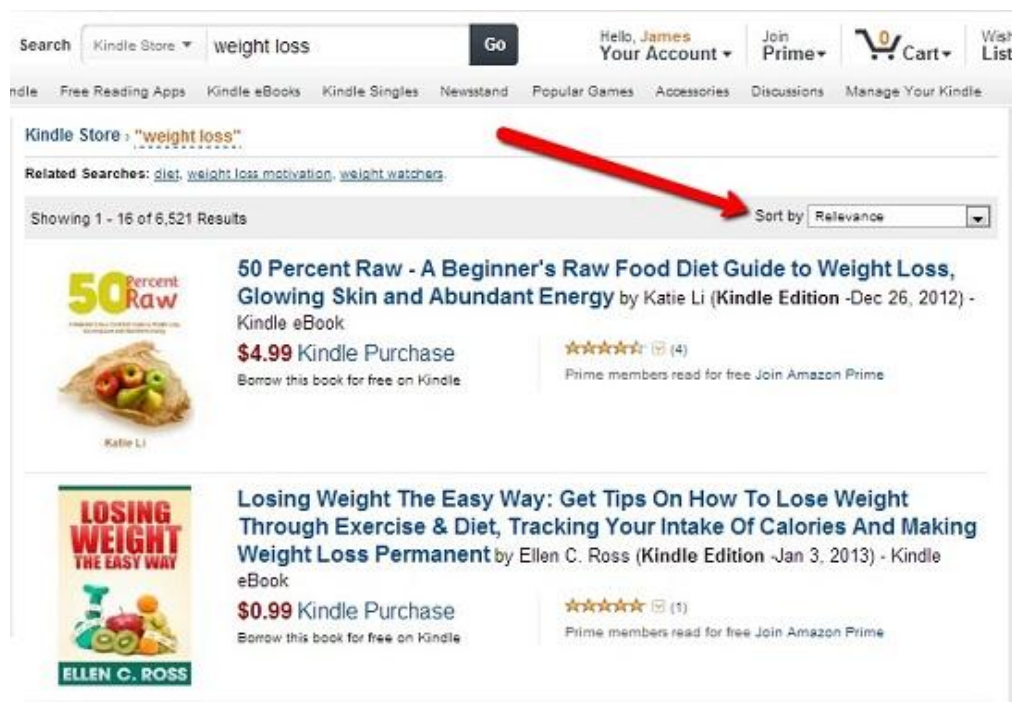 Search Kindle Store weight loss Go Hello, James Your Account Join Prime 0 Cart Wish List
ndle Free Reading Apps Kindle eBooks Kindle Singles Newsstand Popular Games Accessories Discussions Manage Your Kindle
Kindle Store › "weight loss"
Related Searches: diet, weight loss motivation, weight watchers.
Showing 1 - 16 of 6,521 Results Sort by Relevance
50 Percent Raw
Katie Li
50 Percent Raw - A Beginner's Raw Food Diet Guide to Weight Loss,
Glowing Skin and Abundant Energy by Katie Li (Kindle Edition -Dec 26, 2012) -
Kindle eBook
$4.99 Kindle Purchase (4)
Borrow this book for free on Kindle Prime members read for free Join Amazon Prime
LOSING
WEIGHT
THE EASY WAY
ELLEN C. ROSS
Losing Weight The Easy Way: Get Tips On How To Lose Weight
Through Exercise & Diet, Tracking Your Intake Of Calories And Making
Weight Loss Permanent by Ellen C. Ross (Kindle Edition -Jan 3, 2013) - Kindle
eBook
$0.99 Kindle Purchase (1)
Borrow this book for free on Kindle Prime members read for free Join Amazon Prime